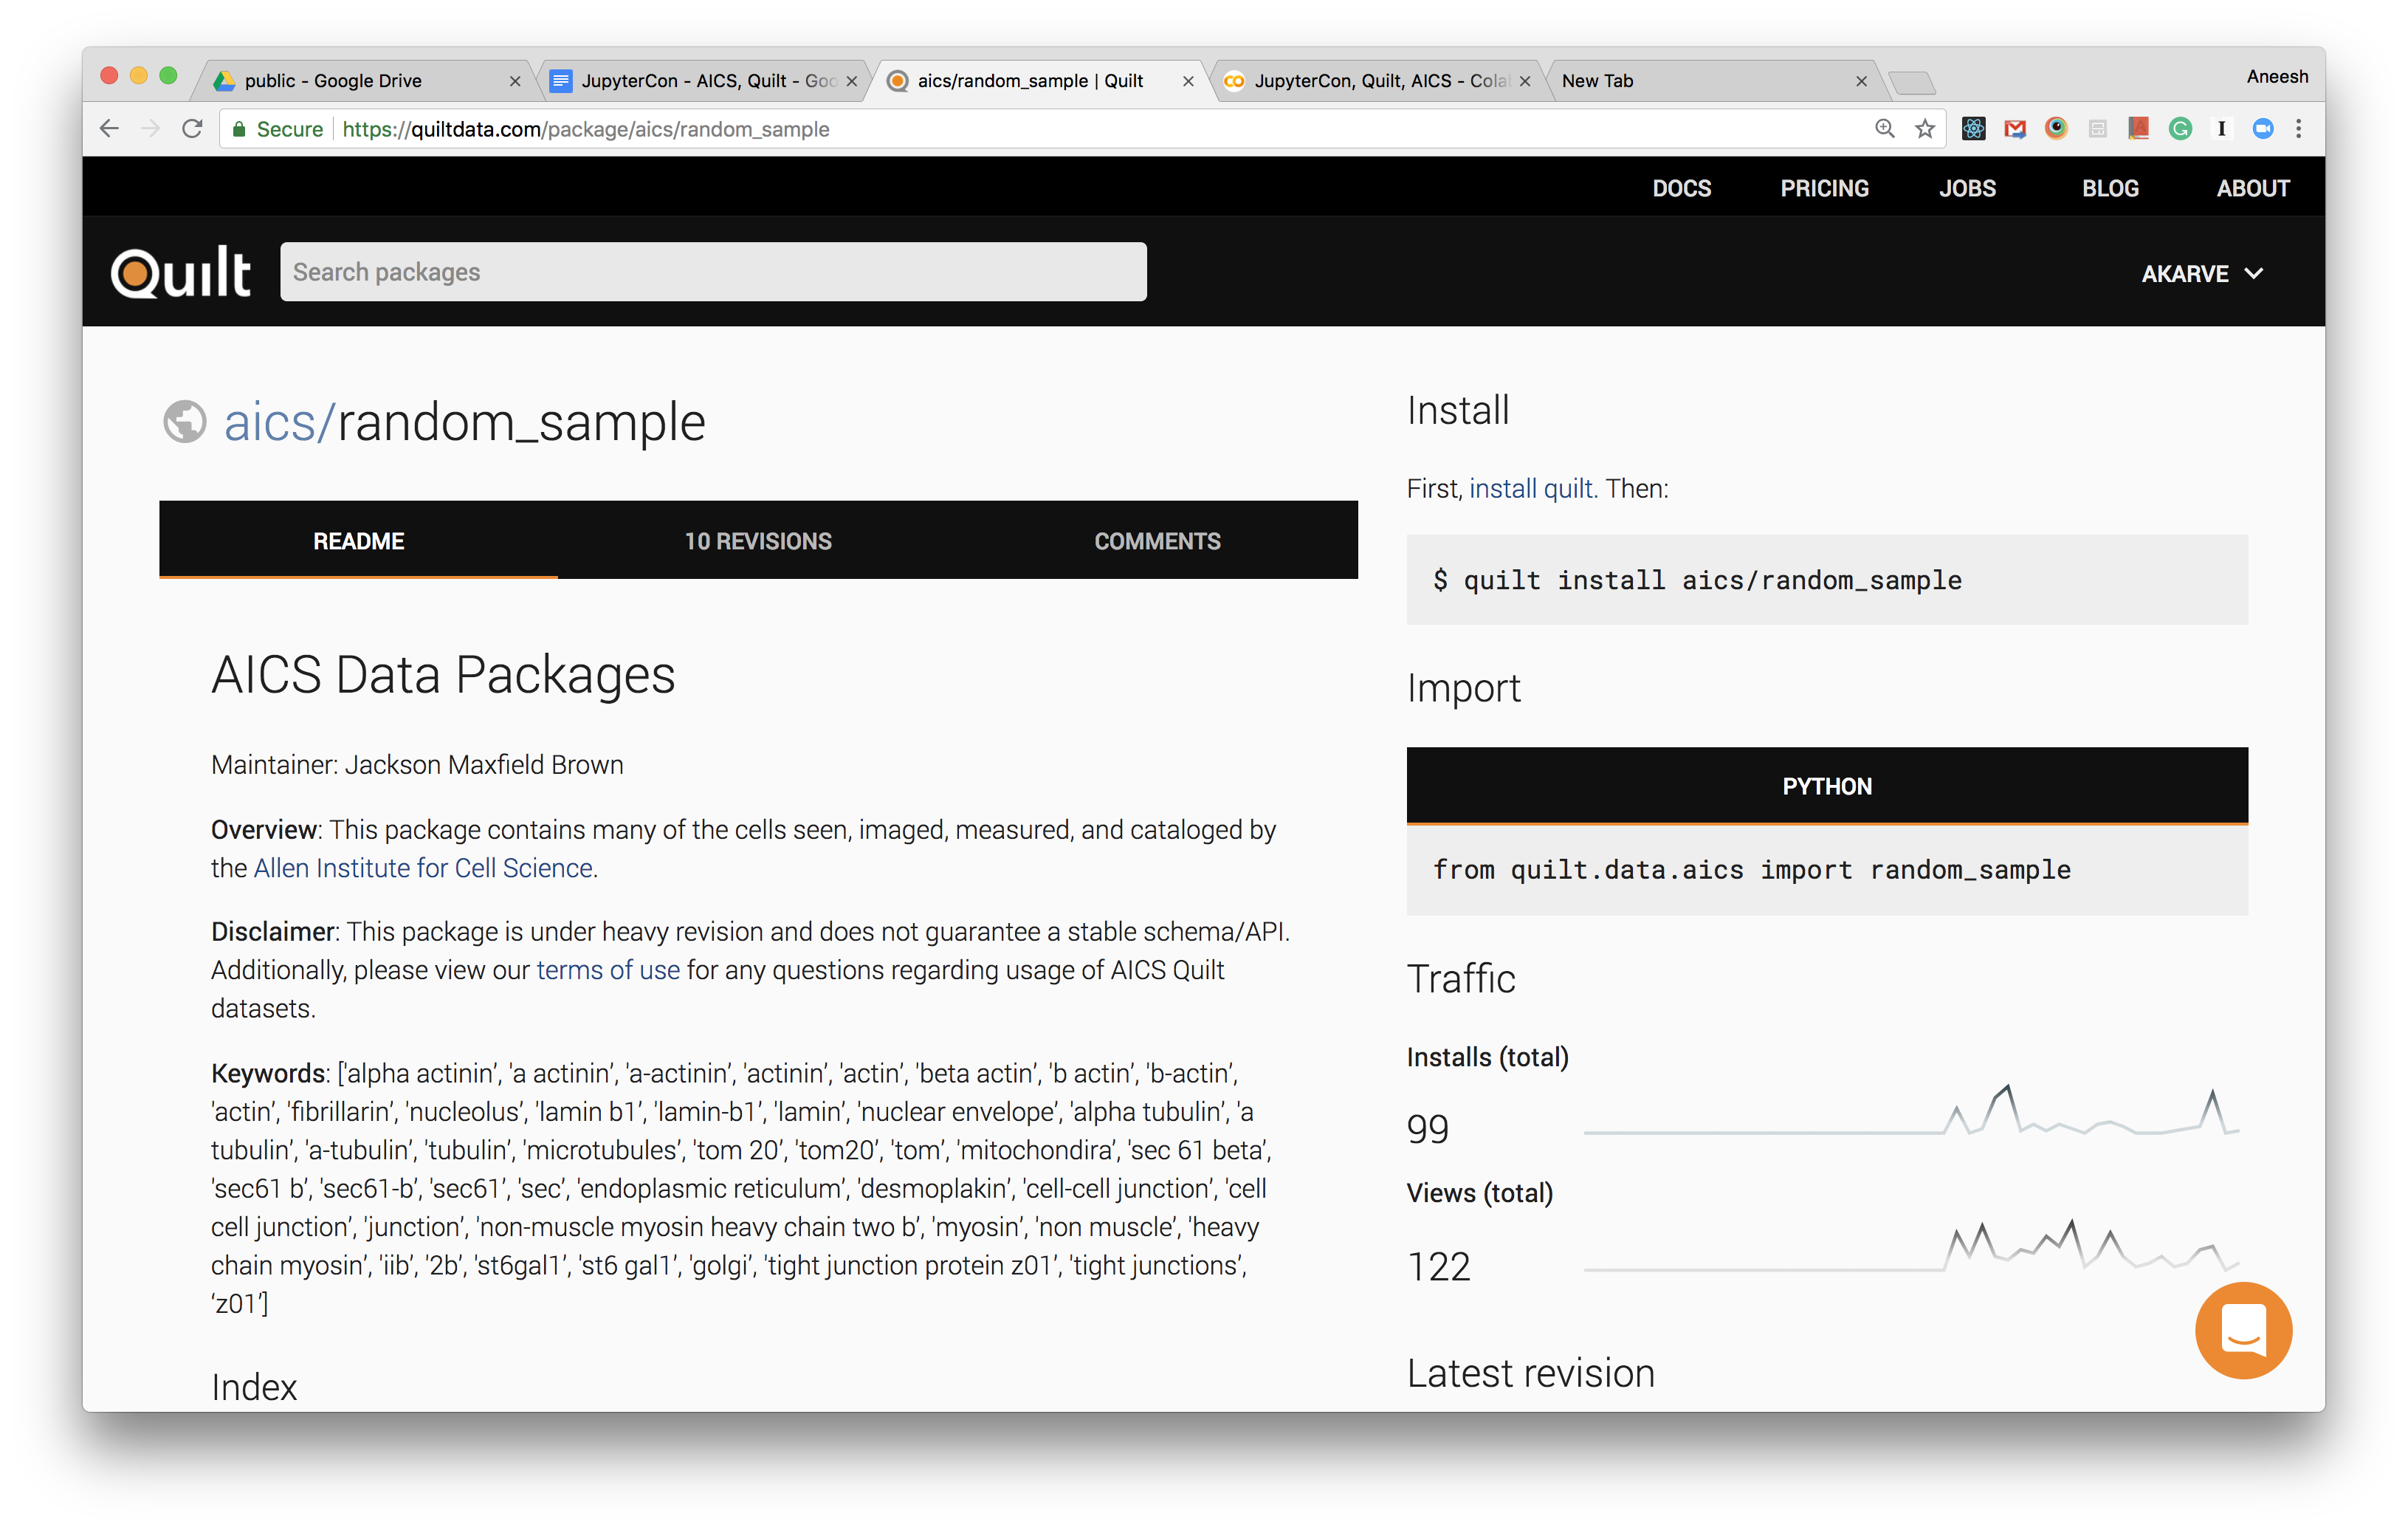 public - Google Drive
JupyterCon - AICS, Quilt - Goo
aics/random_sample | Quilt
JupyterCon, Quilt, AICS - Colal
New Tab
Aneesh
Secure
https://quiltdata.com/package/aics/random_sample
DOCS
PRICING
JOBS
BLOG
ABOUT
Quilt
Search packages
AKARVE
aics/random_sample
README
10 REVISIONS
COMMENTS
AICS Data Packages
Maintainer: Jackson Maxfield Brown
Overview: This package contains many of the cells seen, imaged, measured, and cataloged by
the Allen Institute for Cell Science.
Disclaimer: This package is under heavy revision and does not guarantee a stable schema/API.
Additionally, please view our terms of use for any questions regarding usage of AICS Quilt
datasets.
Keywords: ['alpha actinin’, 'a actinin’, 'a-actinin’, 'actinin’, 'actin’, 'beta actin’, 'b actin’, 'b-actin’,
'actin’, 'fibrillarin’, 'nucleolus’, 'lamin b1’, 'lamin-b1’, 'lamin’, 'nuclear envelope’, 'alpha tubulin’, 'a
tubulin’, 'a-tubulin’, 'tubulin’, 'microtubules’, 'tom 20’, 'tom20’, 'tom’, 'mitochondira’, 'sec 61 beta’,
'sec61 b’, 'sec61-b’, 'sec61’, 'sec’, 'endoplasmic reticulum’, 'desmoplakin’, 'cell-cell junction’, 'cell
cell junction’, 'junction’, 'non-muscle myosin heavy chain two b’, 'myosin’, 'non muscle’, 'heavy
chain myosin’, 'iib’, '2b’, 'st6gal1’, 'st6 gal1’, 'golgi’, 'tight junction protein z01’, 'tight junctions’,
‘z01’]
Index
Install
First, install quilt. Then:
$ quilt install aics/random_sample
Import
PYTHON
from quilt.data.aics import random_sample
Traffic
Installs (total)
99
Views (total)
122
Latest revision